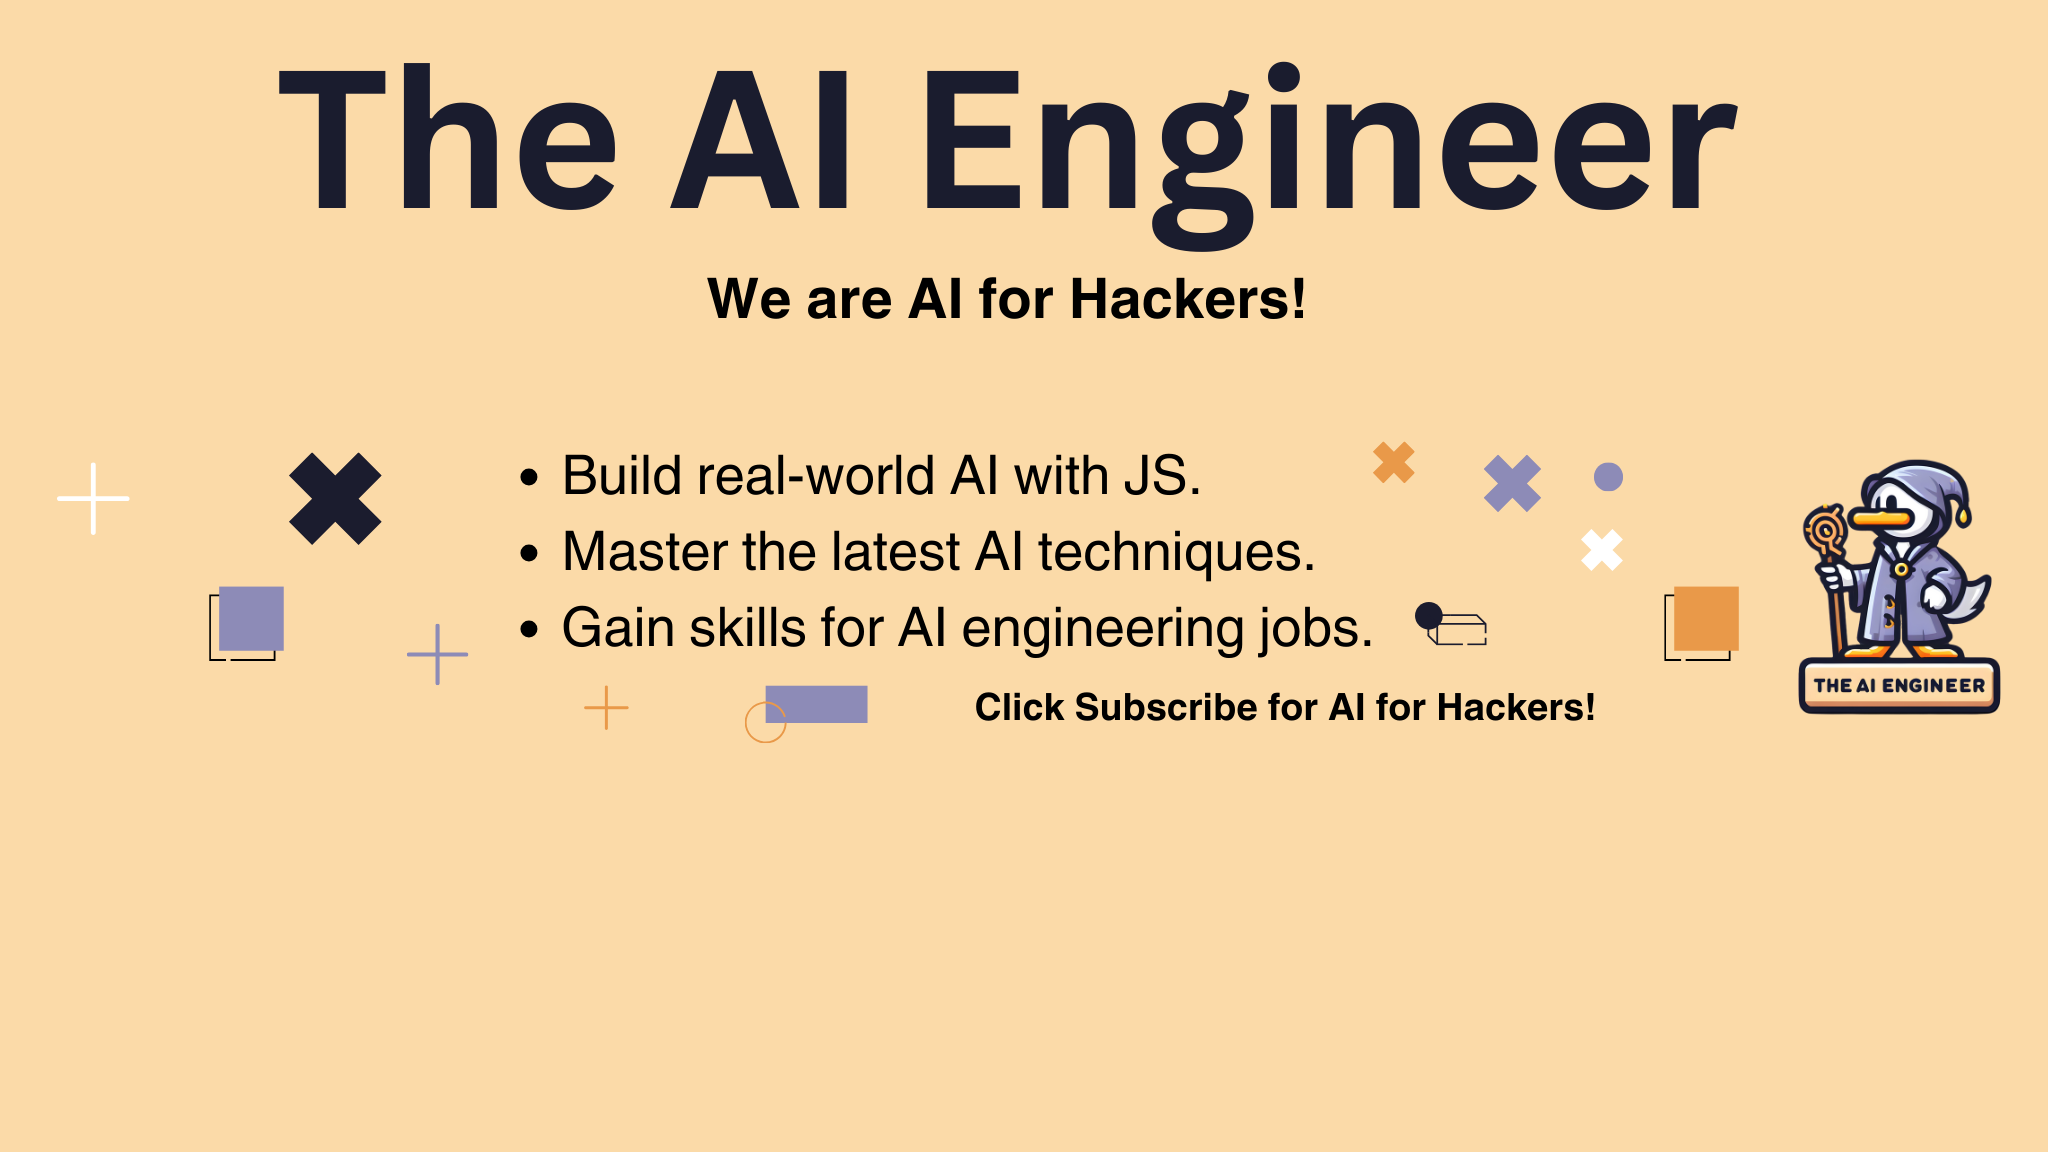 The AI Engineer
We are AI for Hackers!
• Build real-world AI with JS.
• Master the latest AI techniques.
• Gain skills for AI engineering jobs.
THE AI ENGINEER
Click Subscribe for AI for Hackers!